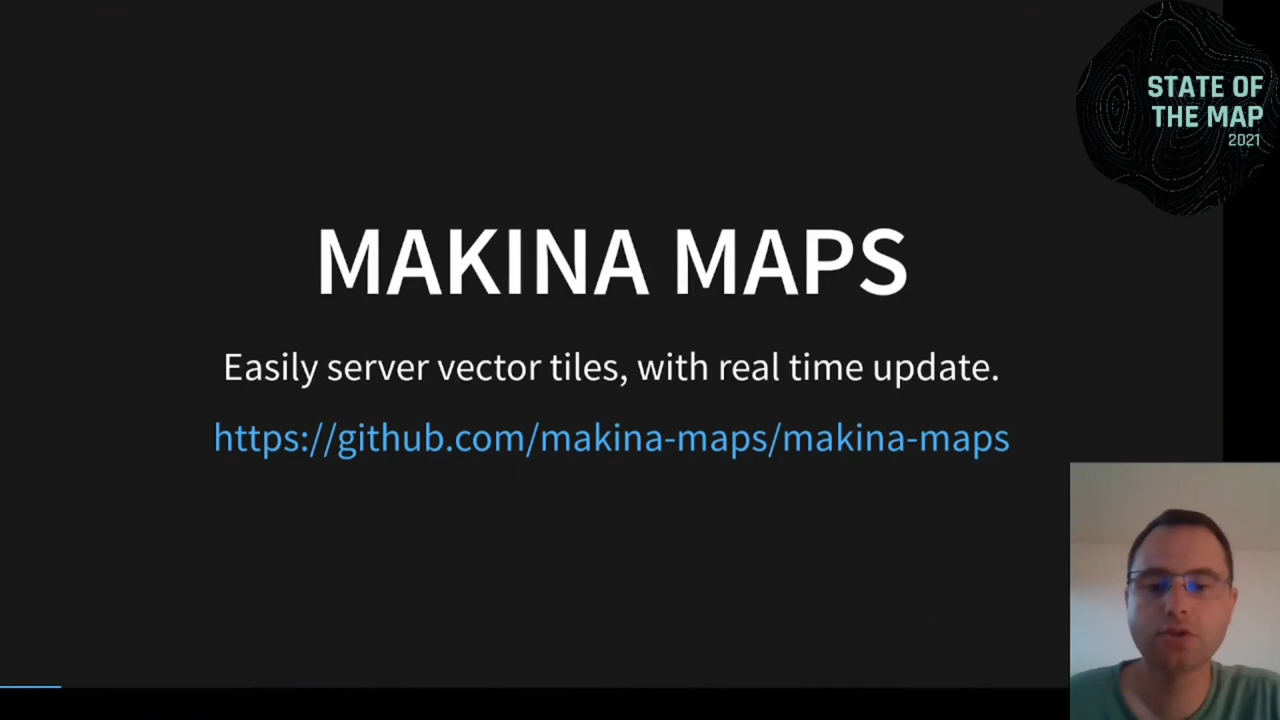 STATE OF
THE MAP
2021
MAKINA MAPS
Easily server vector tiles, with real time update.
https://github.com/makina-maps/makina-maps